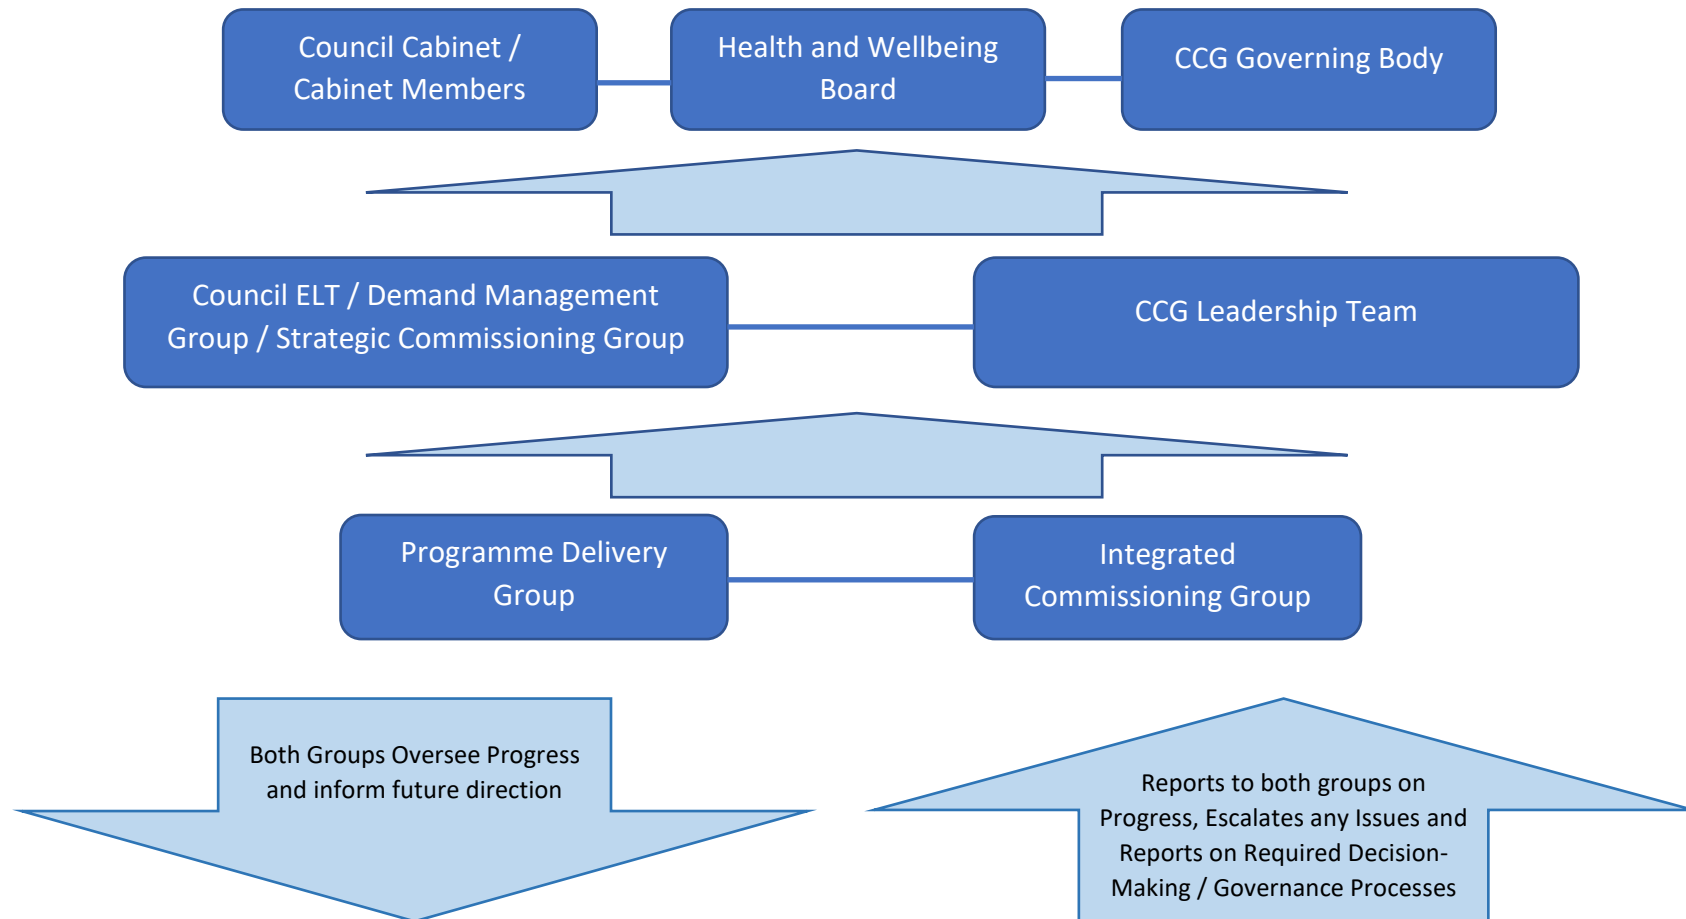 Council Cabinet /
Cabinet Members
Health and Wellbeing
Board
CCG Governing Body
Council ELT / Demand Management
Group / Strategic Commissioning Group
CCG Leadership Team
Programme Delivery
Group
Integrated
Commissioning Group
Both Groups Oversee Progress
and inform future direction
Reports to both groups on
Progress, Escalates any Issues and
Reports on Required Decision-
Making / Governance Processes